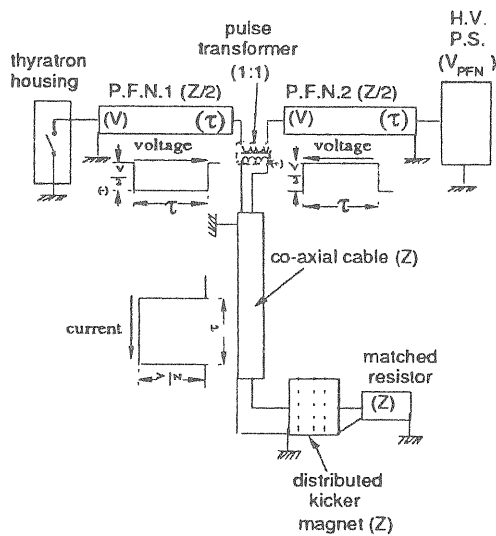 pulse
transformer
(1:1)
H.V.
P.S.
(V_PFN)
thyratron
housing
P.F.N.1 (Z/2)
P.F.N.2 (Z/2)
(V)
(τ)
(V)
(τ)
voltage
voltage
(+)
V/2
(-)
τ
V/2
τ
co-axial cable (Z)
current
τ
V/Z
matched
resistor
(Z)
distributed
kicker
magnet (Z)